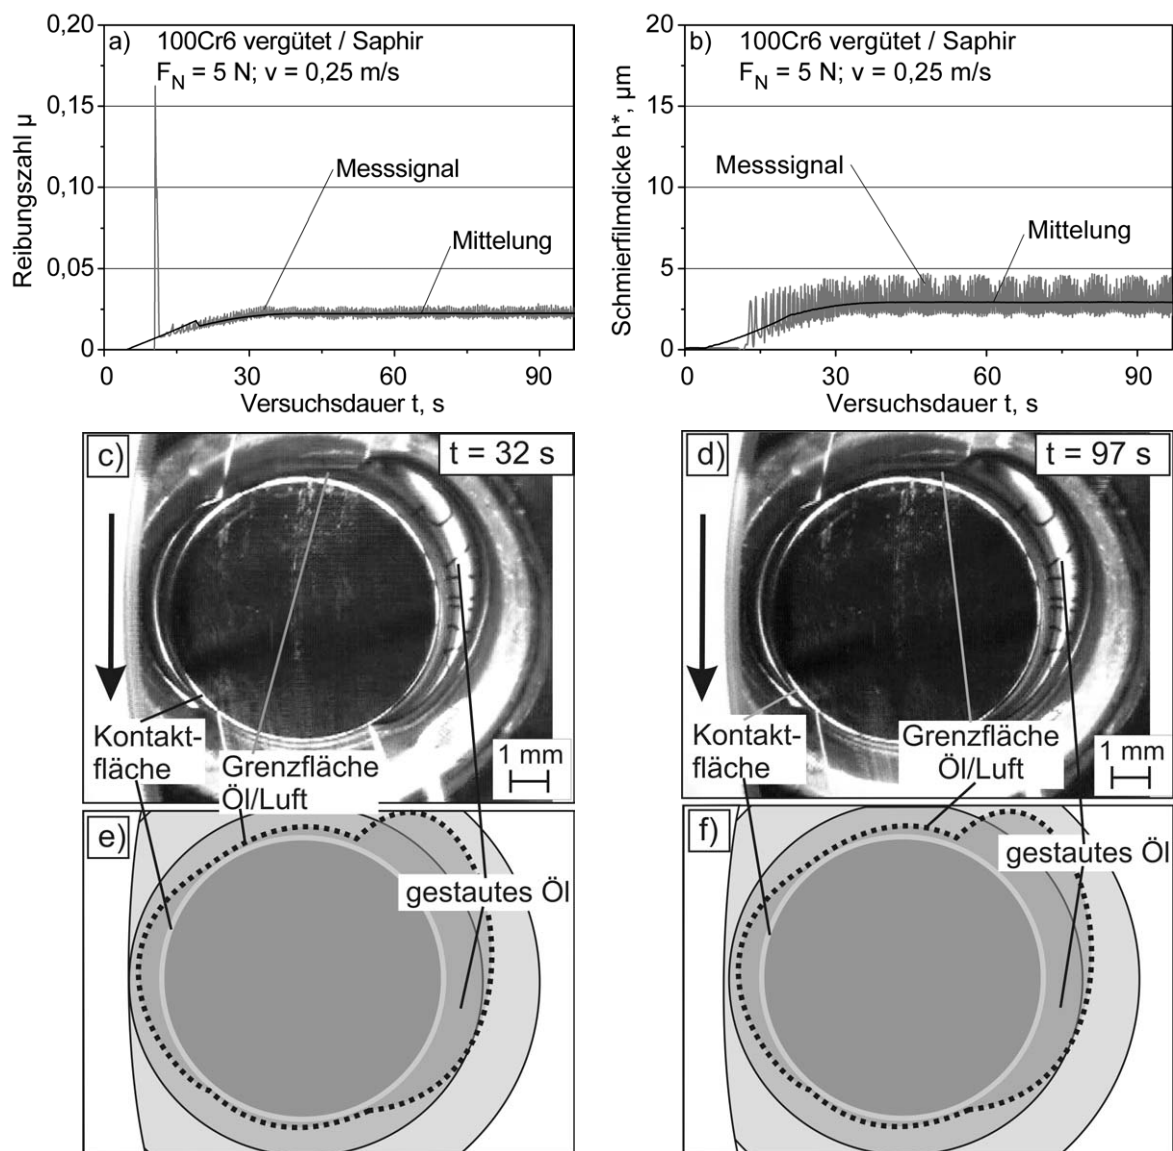 a) 100Cr6 vergütet / Saphir
F_N = 5 N; v = 0,25 m/s
Reibungszahl µ
0,20
0,15
0,10
0,05
0
Messsignal
Mittelung
0 30 60 90
Versuchsdauer t, s
b) 100Cr6 vergütet / Saphir
F_N = 5 N; v = 0,25 m/s
Schmierfilmdicke h*, µm
20
15
10
5
0
Messsignal
Mittelung
0 30 60 90
Versuchsdauer t, s
c)
t = 32 s
Kontakt-
fläche
Grenzfläche
Öl/Luft
1 mm
d)
t = 97 s
Kontakt-
fläche
Grenzfläche
Öl/Luft
1 mm
e)
gestautes Öl
f)
gestautes Öl